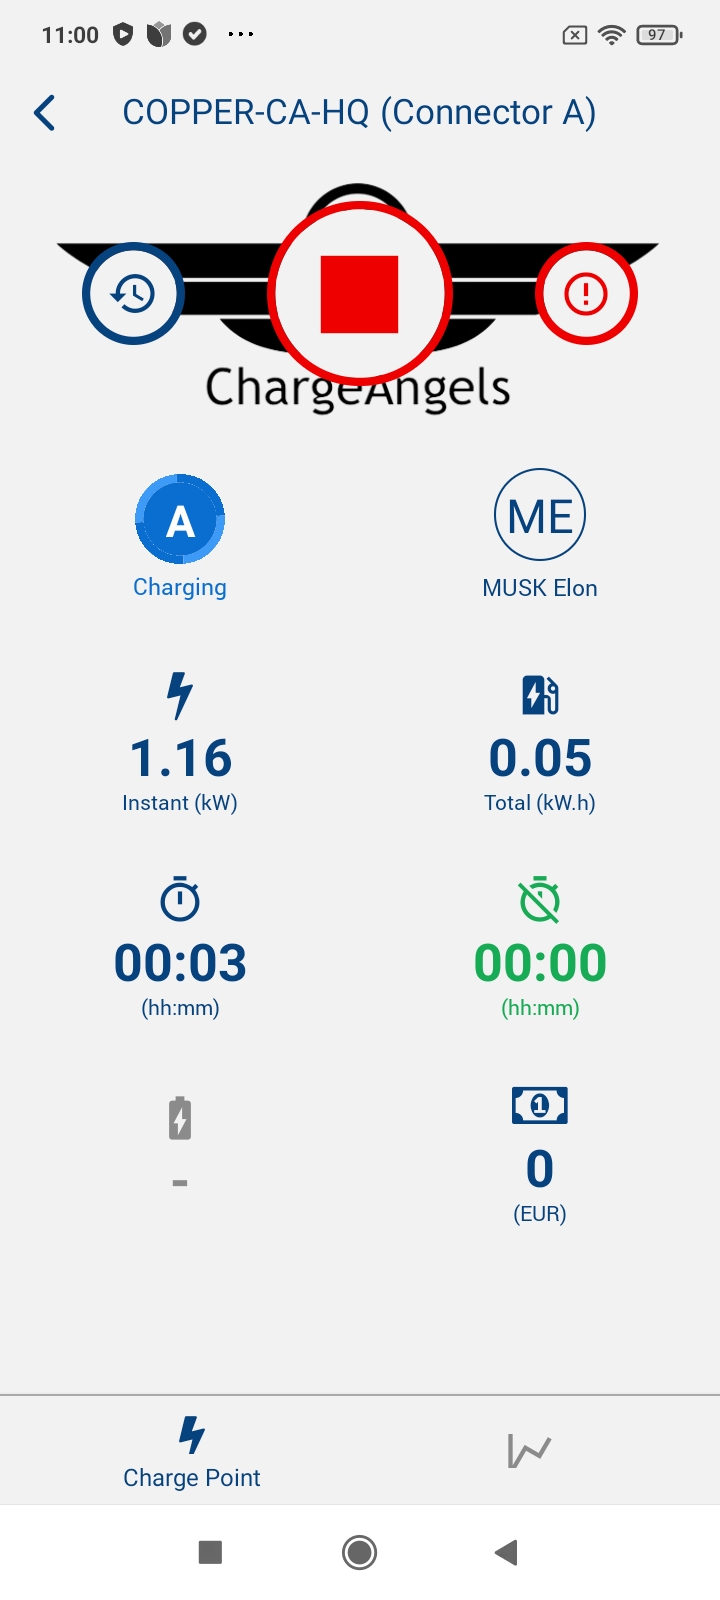 11:00
97
COPPER-CA-HQ (Connector A)
ChargeAngels
A
ME
Charging
MUSK Elon
1.16
0.05
Instant (kW)
Total (kW.h)
00:03
00:00
(hh:mm)
(hh:mm)
1
-
0
(EUR)
Charge Point